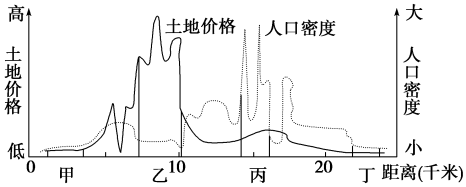 高
大
土地价格
人口密度
土地价格
人口密度
低
小
0
10
20
甲
乙
丙
丁
距离(千米)